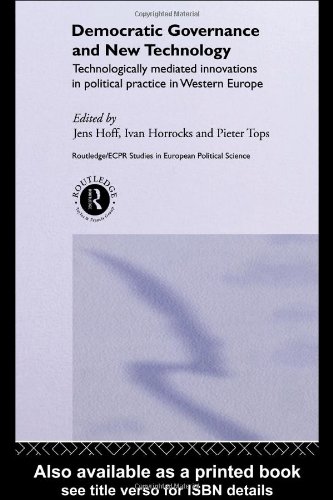 Democratic Governance
and New Technology
Technologically mediated innovations
in political practice in Western Europe
Edited by
Jens Hoff, Ivan Horrocks and Pieter Tops
Routledge/ECPR Studies in European Political Science
ROUTLEDGE
Also available as a printed book
see title verso for ISBN details